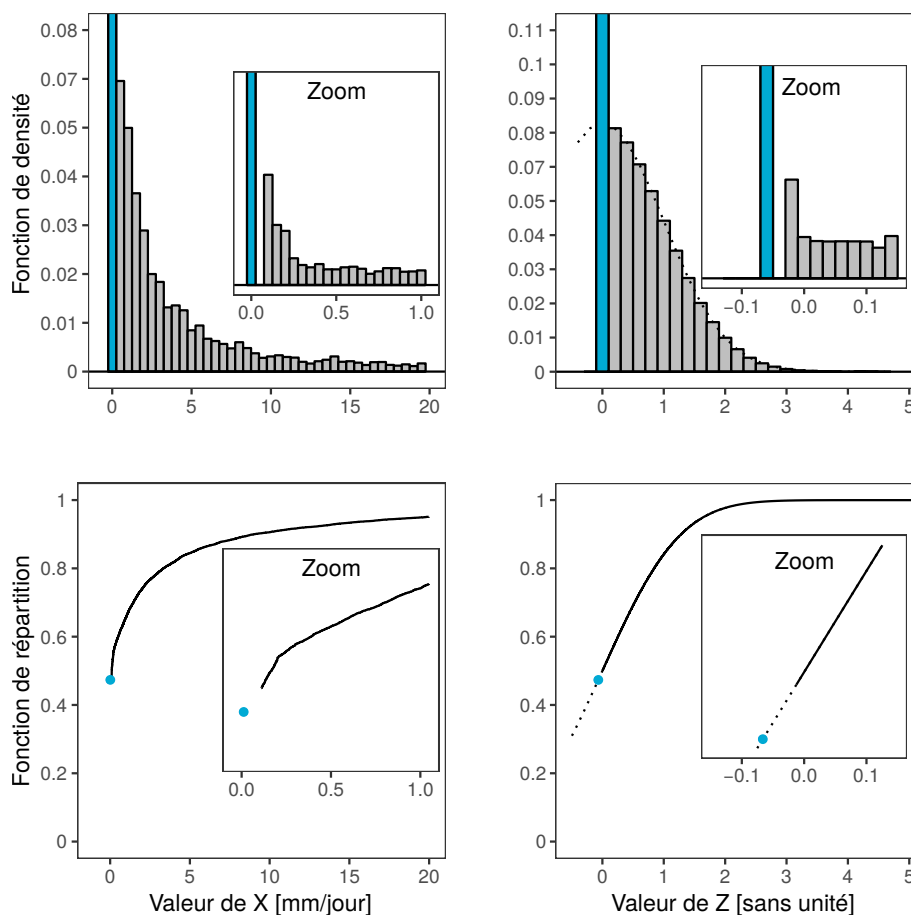 Fonction de densité
0.08
0.07
0.05
0.04
0.03
0.02
0.01
0
Zoom
0.0 0.5 1.0
0 5 10 15 20
0.11
0.1
0.09
0.08
0.07
0.06
0.05
0.03
0.02
0.01
0
Zoom
−0.1 0.0 0.1
0 1 2 3 4 5
Fonction de répartition
1
0.8
0.6
0.4
0.2
0
Zoom
0.0 0.5 1.0
0 5 10 15 20
Valeur de X [mm/jour]
1
0.8
0.6
0.4
0.2
0
Zoom
−0.1 0.0 0.1
0 1 2 3 4 5
Valeur de Z [sans unité]